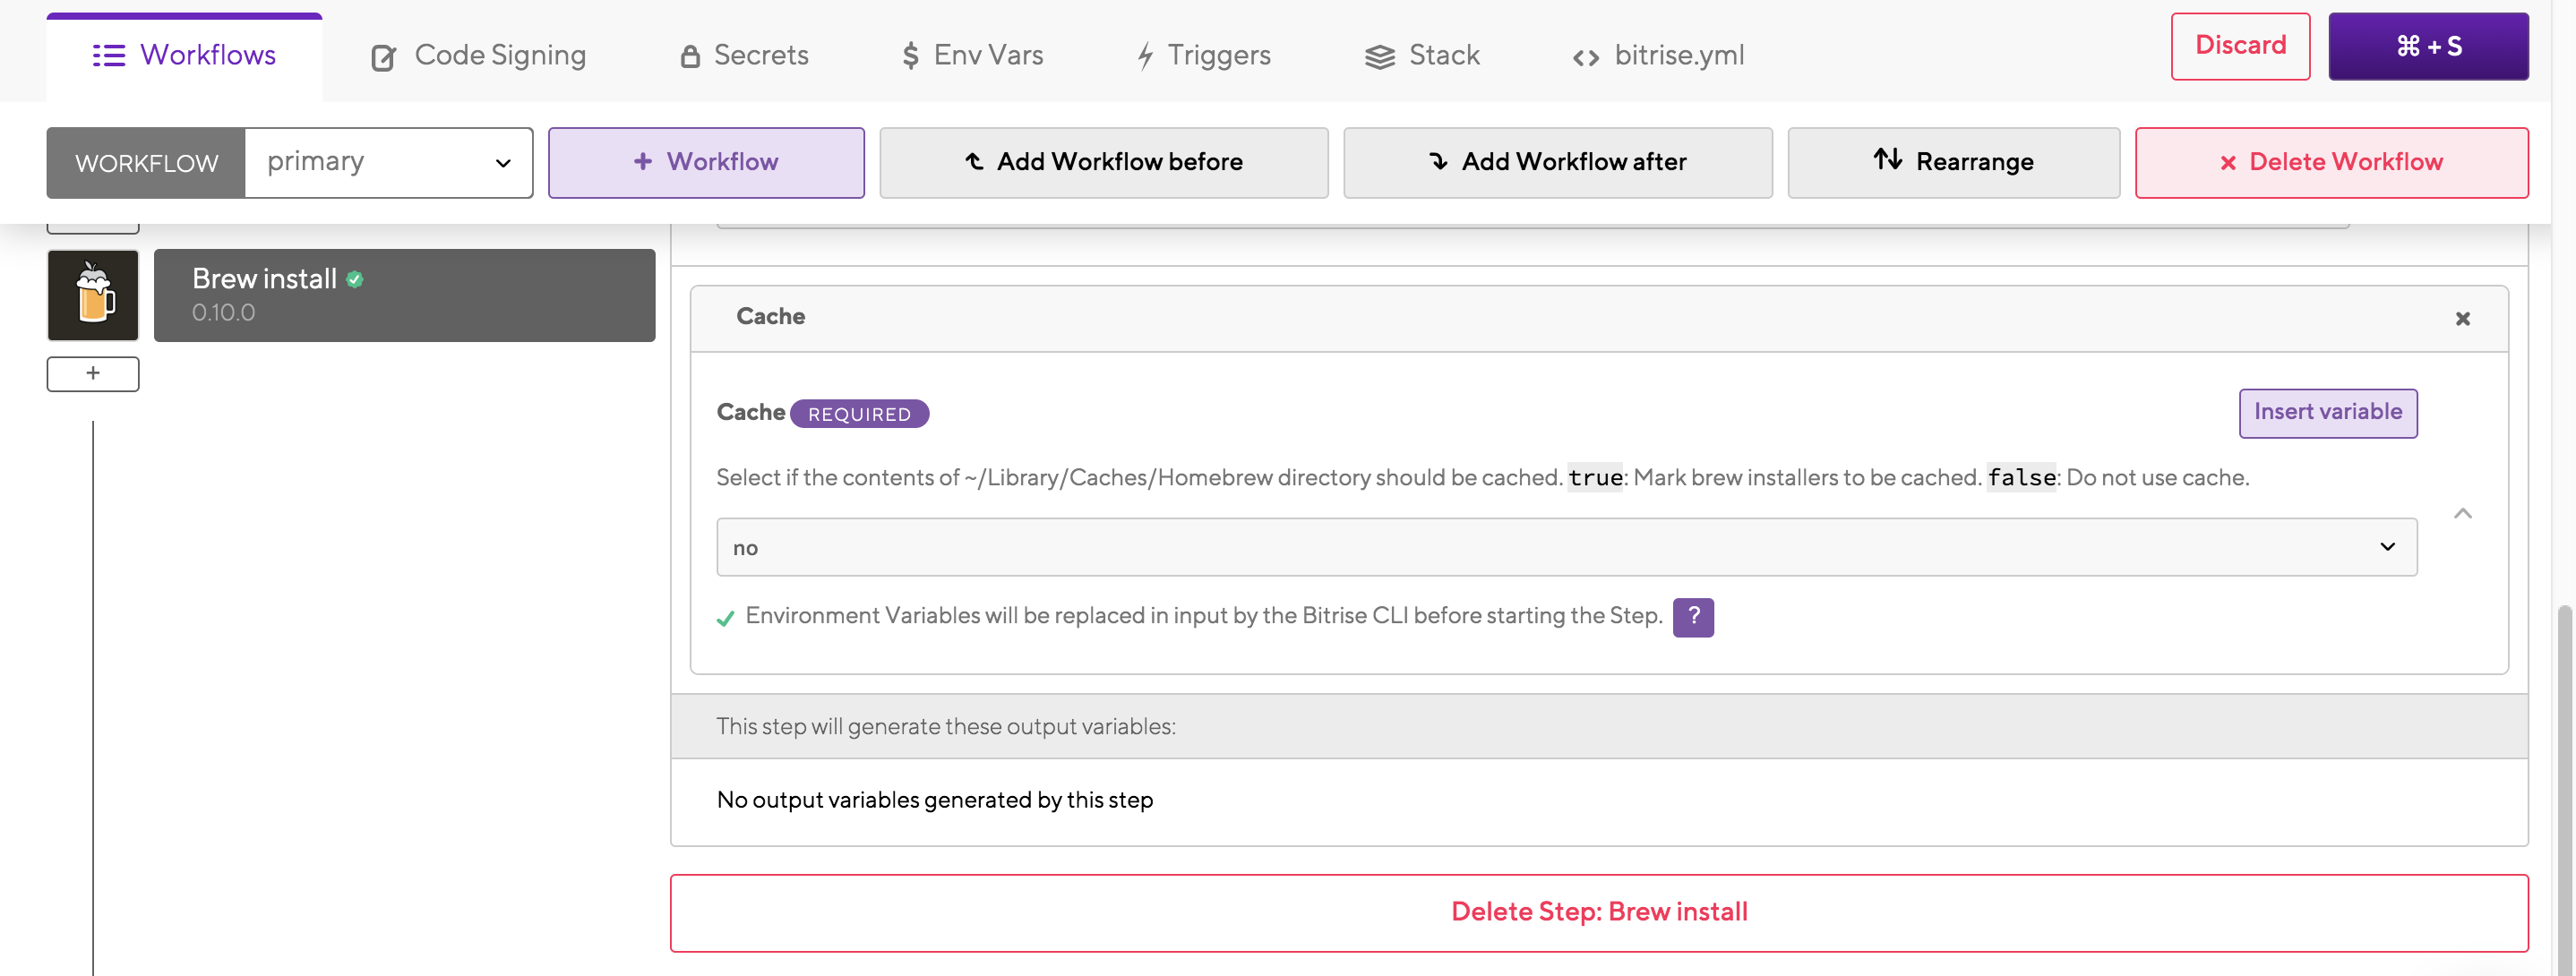 Workflows
Code Signing
Secrets
$ Env Vars
Triggers
Stack
<> bitrise.yml
Discard
⌘ + S
WORKFLOW
primary
+ Workflow
Add Workflow before
Add Workflow after
Rearrange
× Delete Workflow
Brew install
0.10.0
+
Cache
Cache REQUIRED
Insert variable
Select if the contents of ~/Library/Caches/Homebrew directory should be cached. true: Mark brew installers to be cached. false: Do not use cache.
no
Environment Variables will be replaced in input by the Bitrise CLI before starting the Step. ?
This step will generate these output variables:
No output variables generated by this step
Delete Step: Brew install